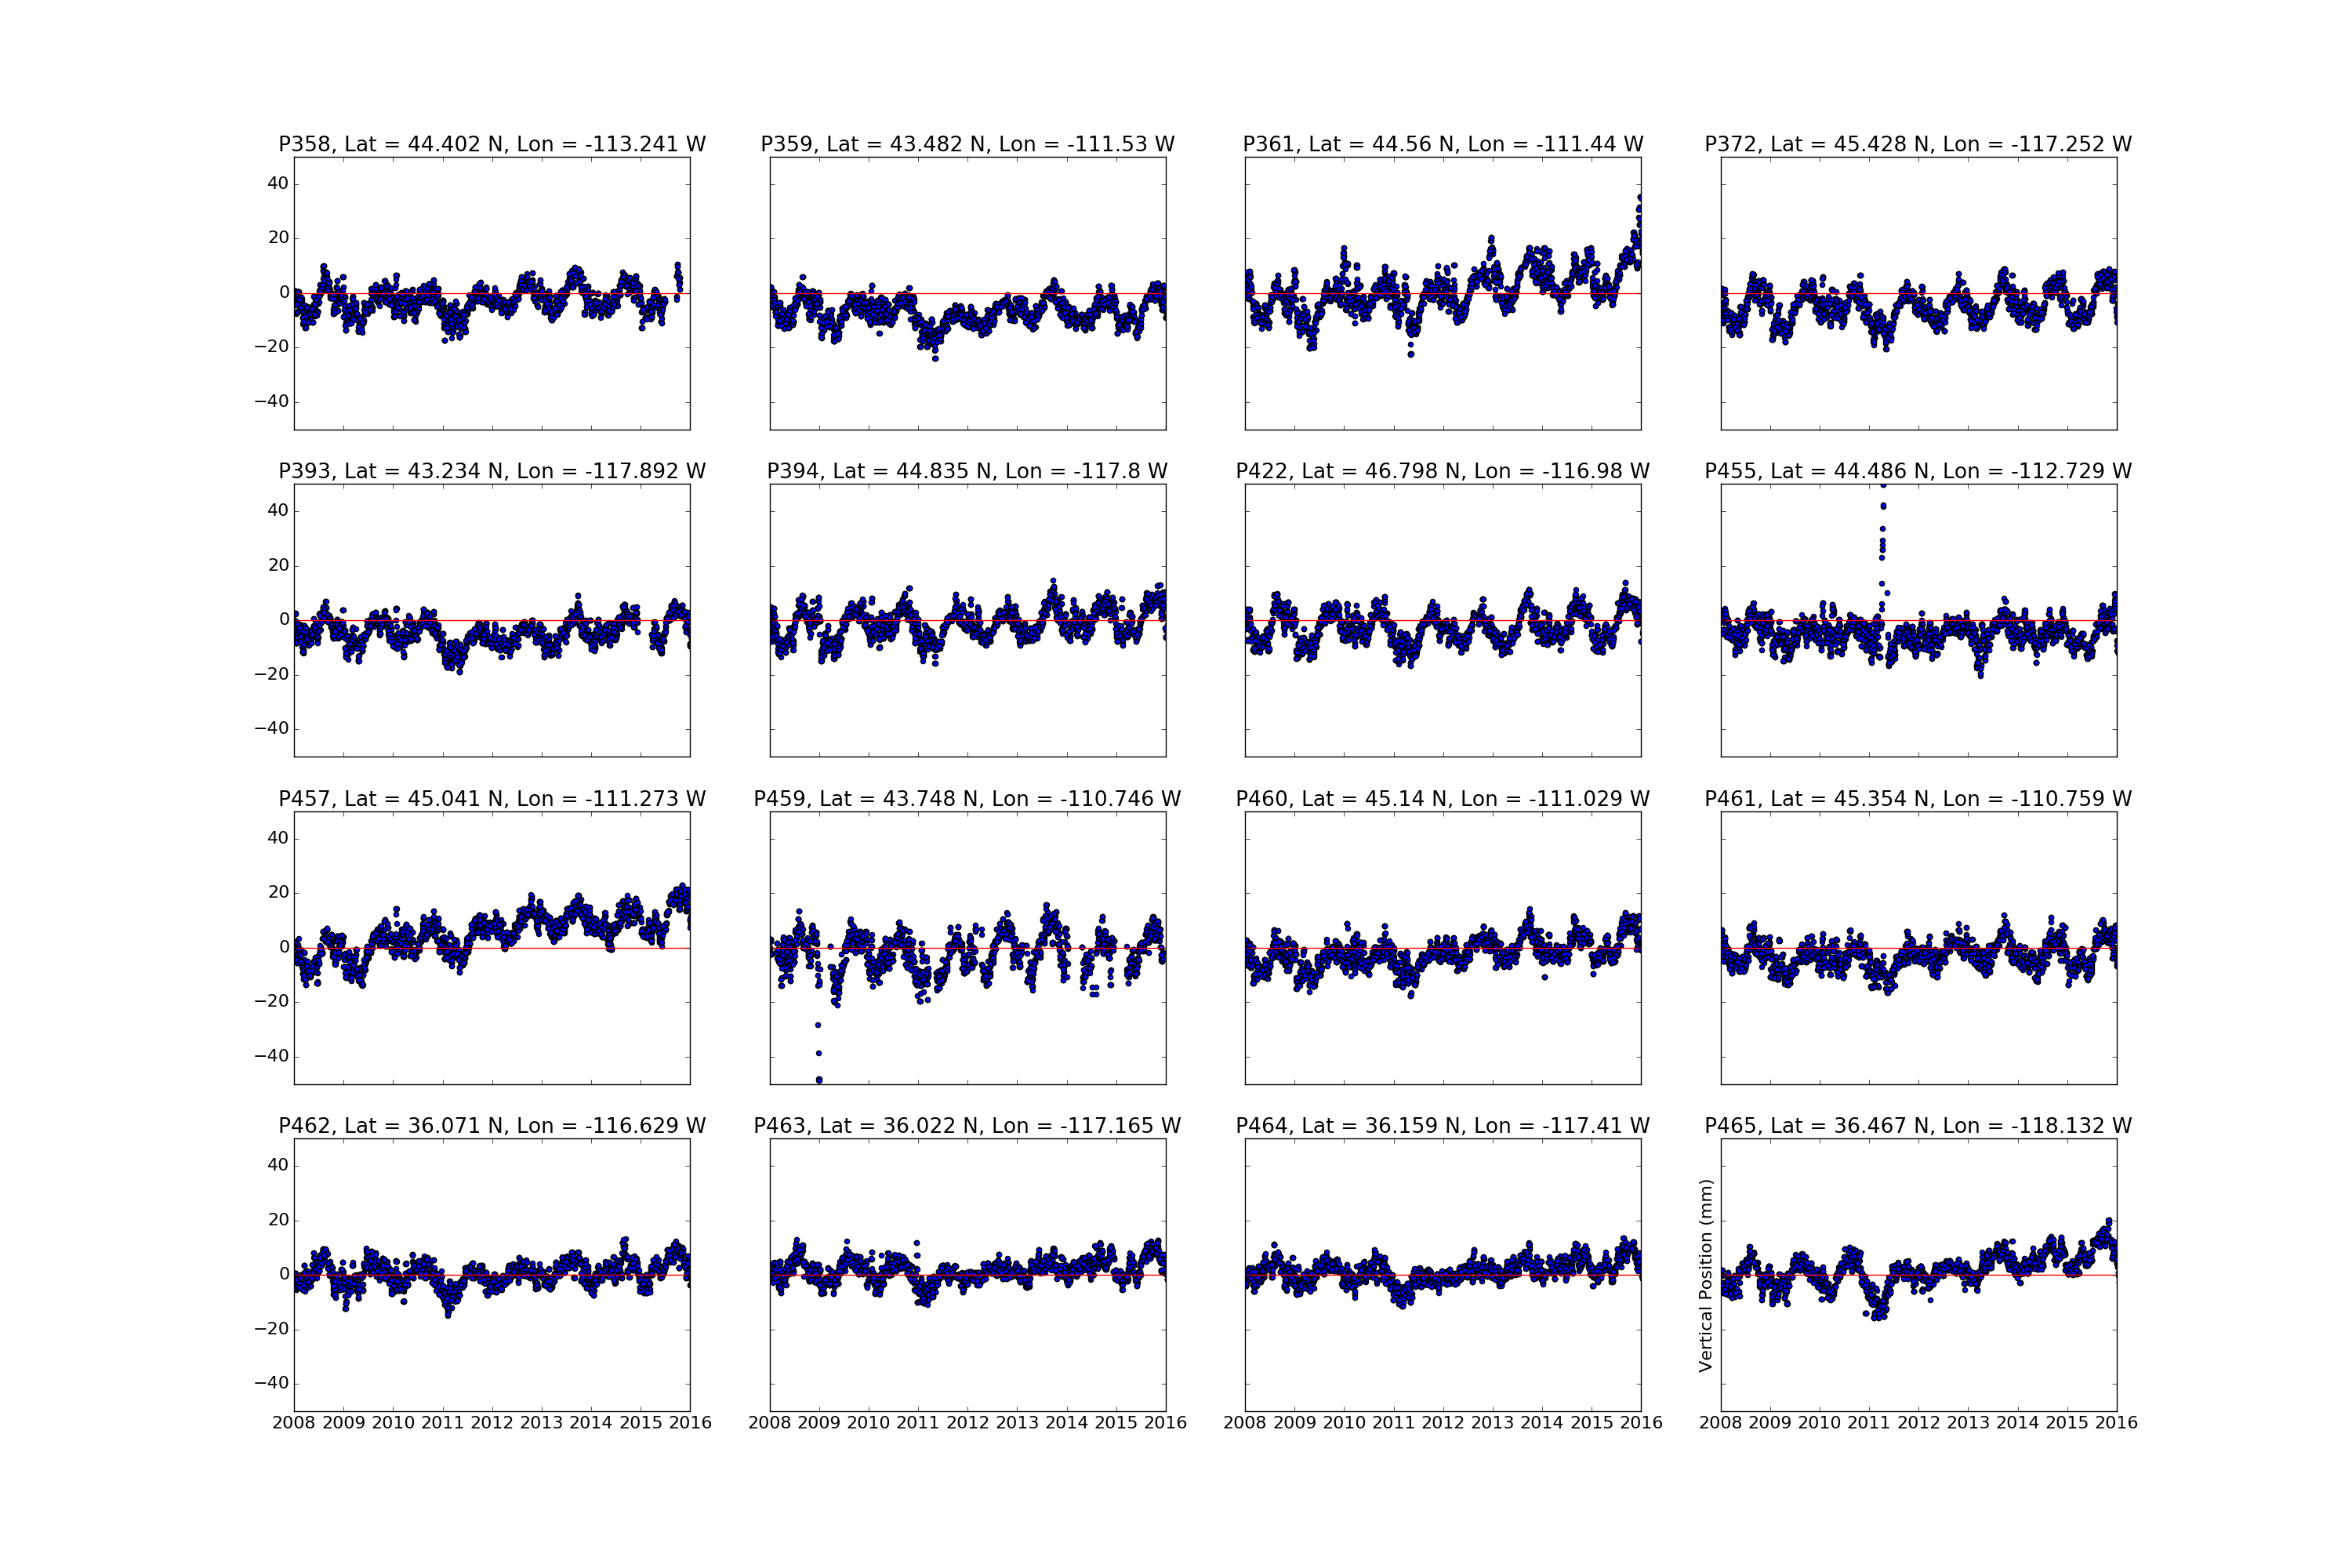 P358, Lat = 44.402 N, Lon = -113.241 W
P359, Lat = 43.482 N, Lon = -111.53 W
P361, Lat = 44.56 N, Lon = -111.44 W
P372, Lat = 45.428 N, Lon = -117.252 W
40
20
0
−20
−40
P393, Lat = 43.234 N, Lon = -117.892 W
P394, Lat = 44.835 N, Lon = -117.8 W
P422, Lat = 46.798 N, Lon = -116.98 W
P455, Lat = 44.486 N, Lon = -112.729 W
40
20
0
−20
−40
P457, Lat = 45.041 N, Lon = -111.273 W
P459, Lat = 43.748 N, Lon = -110.746 W
P460, Lat = 45.14 N, Lon = -111.029 W
P461, Lat = 45.354 N, Lon = -110.759 W
40
20
0
−20
−40
P462, Lat = 36.071 N, Lon = -116.629 W
P463, Lat = 36.022 N, Lon = -117.165 W
P464, Lat = 36.159 N, Lon = -117.41 W
P465, Lat = 36.467 N, Lon = -118.132 W
40
20
0
−20
−40
Vertical Position (mm)
2008 2009 2010 2011 2012 2013 2014 2015 2016
2008 2009 2010 2011 2012 2013 2014 2015 2016
2008 2009 2010 2011 2012 2013 2014 2015 2016
2008 2009 2010 2011 2012 2013 2014 2015 2016